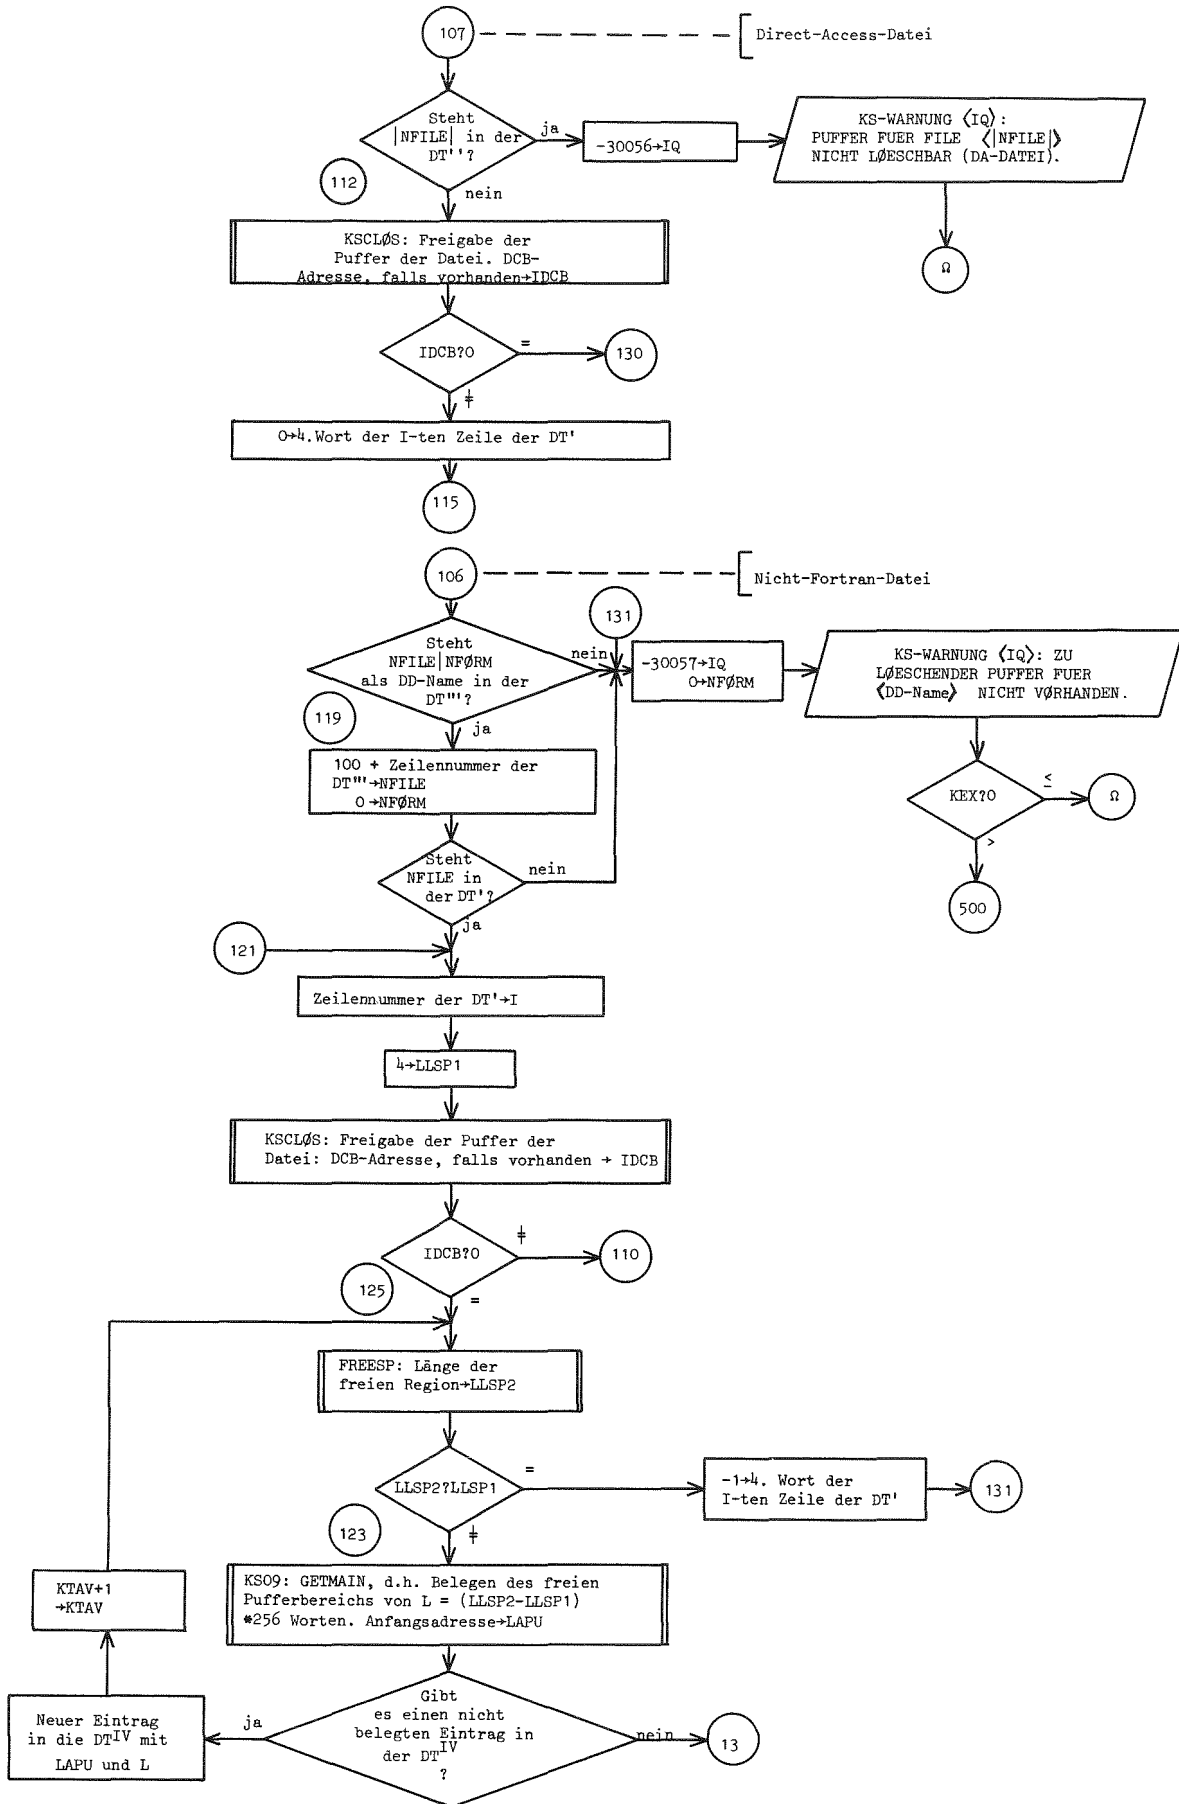 107
Direct-Access-Datei
Steht
|NFILE| in der
DT''?
ja
-30056→IQ
KS-WARNUNG ⟨IQ⟩:
PUFFER FUER FILE ⟨|NFILE|⟩
NICHT LØESCHBAR (DA-DATEI).
112
nein
Ω
KSCLØS: Freigabe der
Puffer der Datei. DCB-
Adresse, falls vorhanden→IDCB
IDCB?0
=
130
‡
0→4.Wort der I-ten Zeile der DT'
115
106
Nicht-Fortran-Datei
131
Steht
NFILE|NFØRM
als DD-Name in der
DT'''?
nein
-30057→IQ
0→NFØRM
KS-WARNUNG ⟨IQ⟩: ZU
LØESCHENDER PUFFER FUER
⟨DD-Name⟩ NICHT VØRHANDEN.
119
ja
100 + Zeilennummer der
DT'''→NFILE
0→NFØRM
KEX?0
≤
Ω
>
500
Steht
NFILE in
der DT'?
nein
ja
121
Zeilennummer der DT'→I
4→LLSP1
KSCLØS: Freigabe der Puffer der
Datei: DCB-Adresse, falls vorhanden → IDCB
IDCB?0
‡
110
125
=
FREESP: Länge der
freien Region→LLSP2
LLSP2?LLSP1
=
-1→4. Wort der
I-ten Zeile der DT'
131
123
‡
KS09: GETMAIN, d.h. Belegen des freien
Pufferbereichs von L = (LLSP2-LLSP1)
*256 Worten. Anfangsadresse→LAPU
KTAV+1
→KTAV
Gibt
es einen nicht
belegten Eintrag in
der DT^IV
?
ja
Neuer Eintrag
in die DT^IV mit
LAPU und L
nein
13